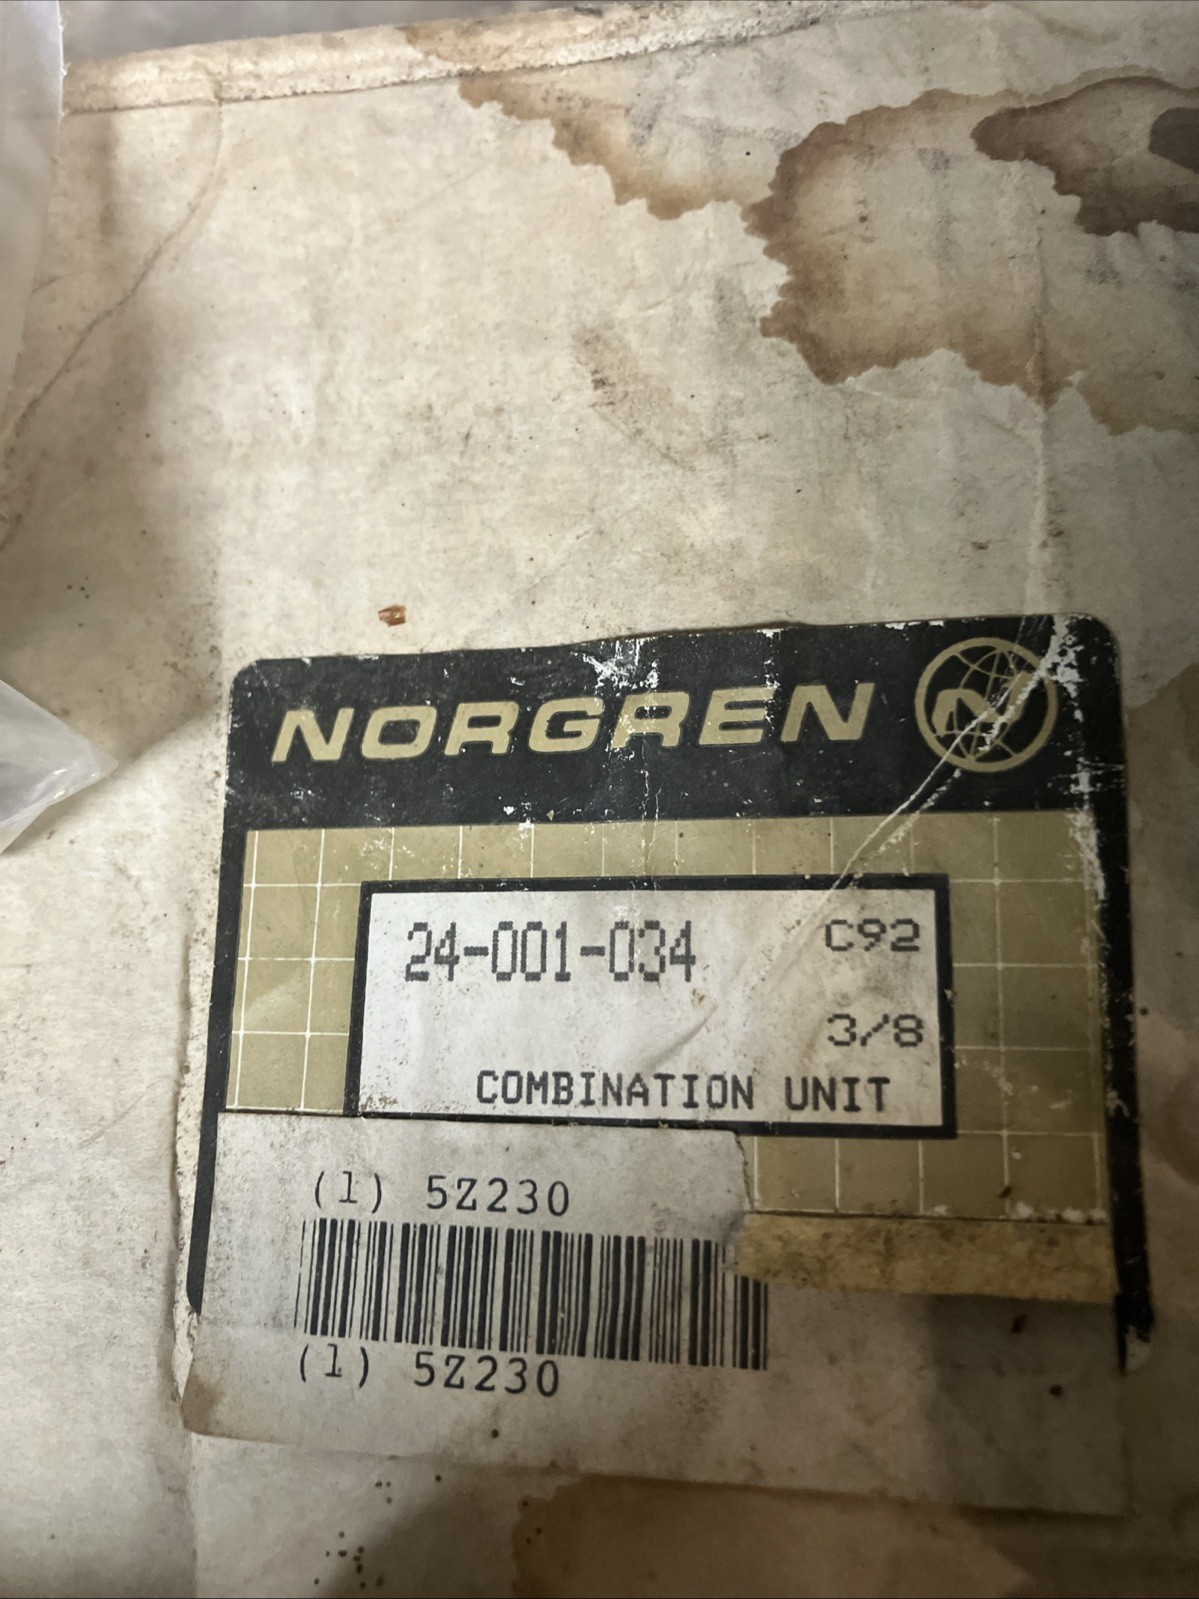 NORGREN
24-001-034 C92
3/8
COMBINATION UNIT
(1) 5Z230
(1) 5Z230